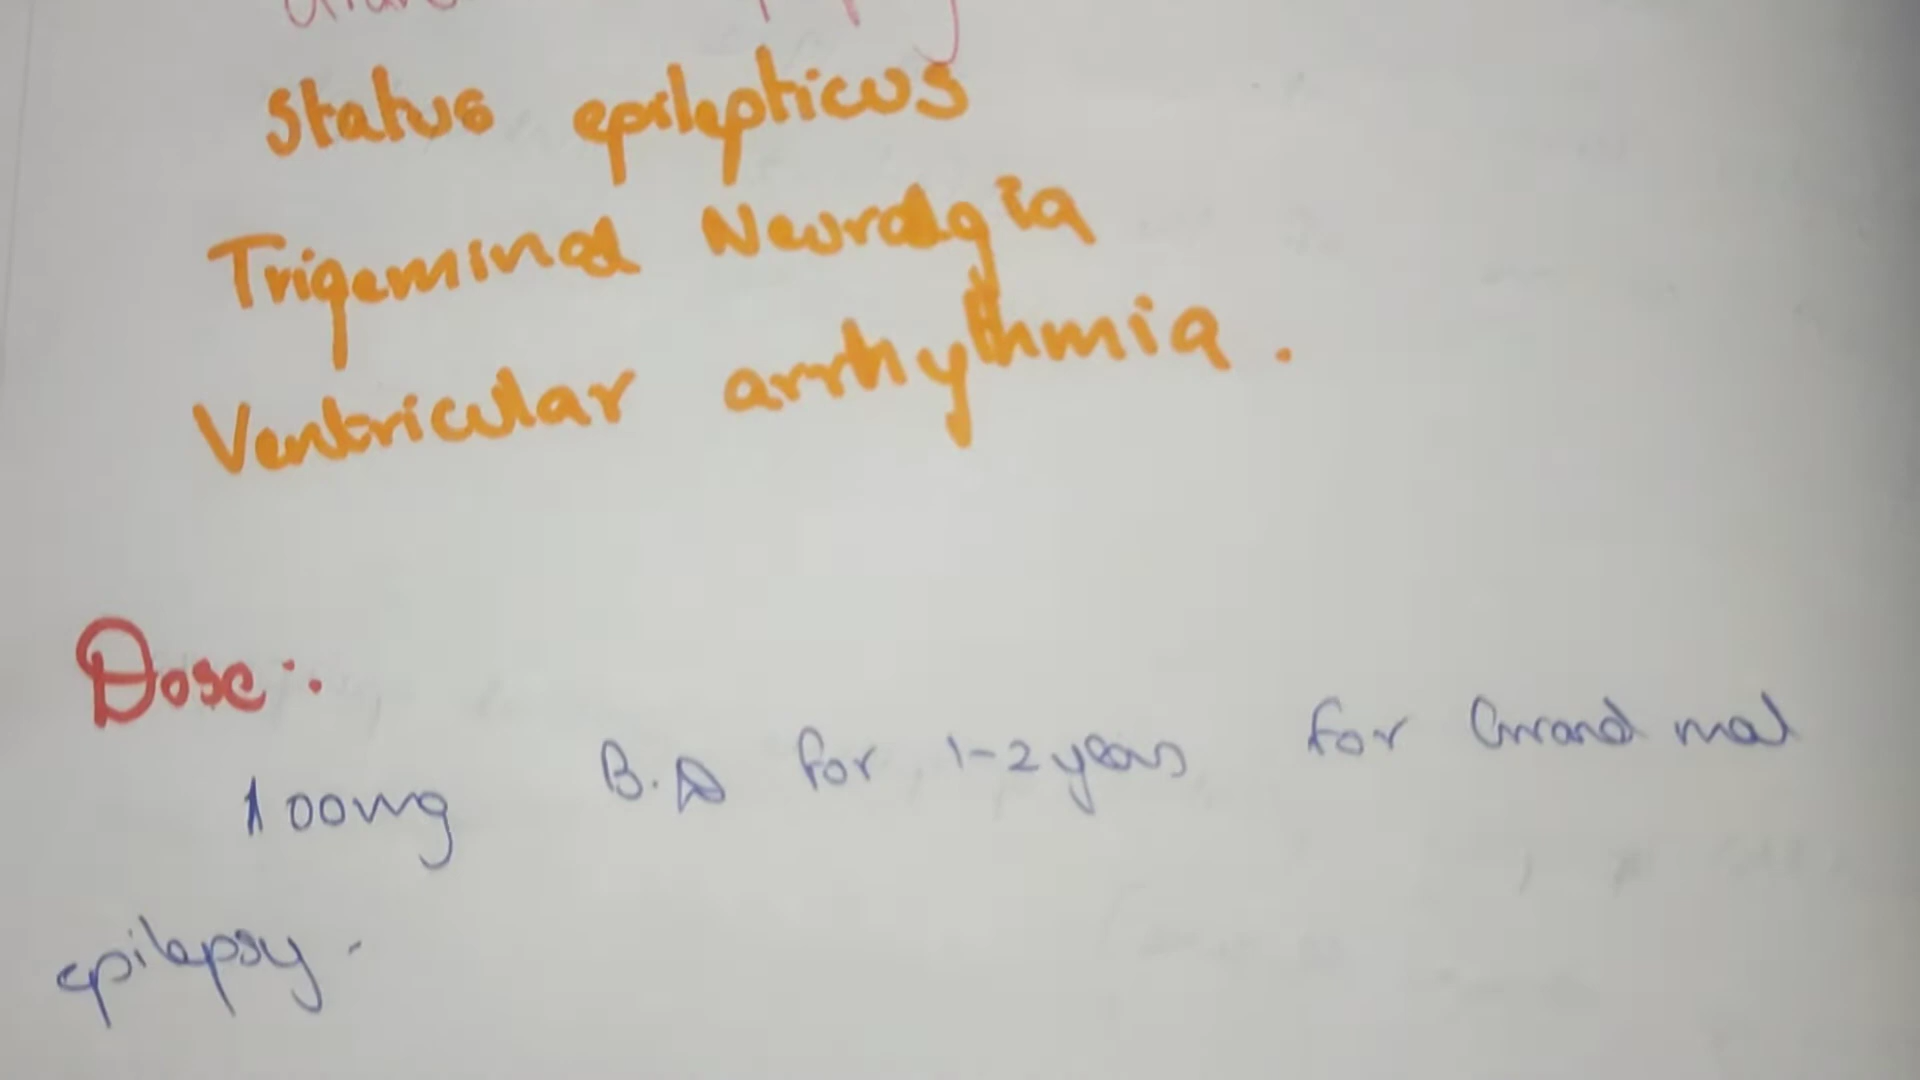 Status epilepticus
Trigeminal Neuralgia
Ventricular arrhythmia.
Dose:
100mg B.D for 1-2 years for Grand mal
epilepsy.